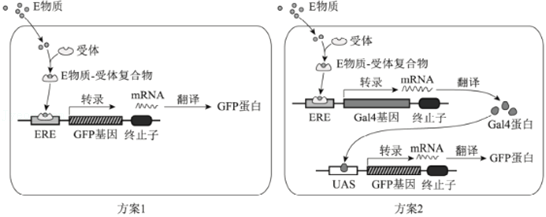 E物质
受体
E物质-受体复合物
转录
mRNA
翻译
GFP蛋白
ERE
GFP基因
终止子
方案1
E物质
受体
E物质-受体复合物
转录
mRNA
翻译
ERE
Gal4基因
终止子
Gal4蛋白
转录
mRNA
翻译
GFP蛋白
UAS
GFP基因
终止子
方案2